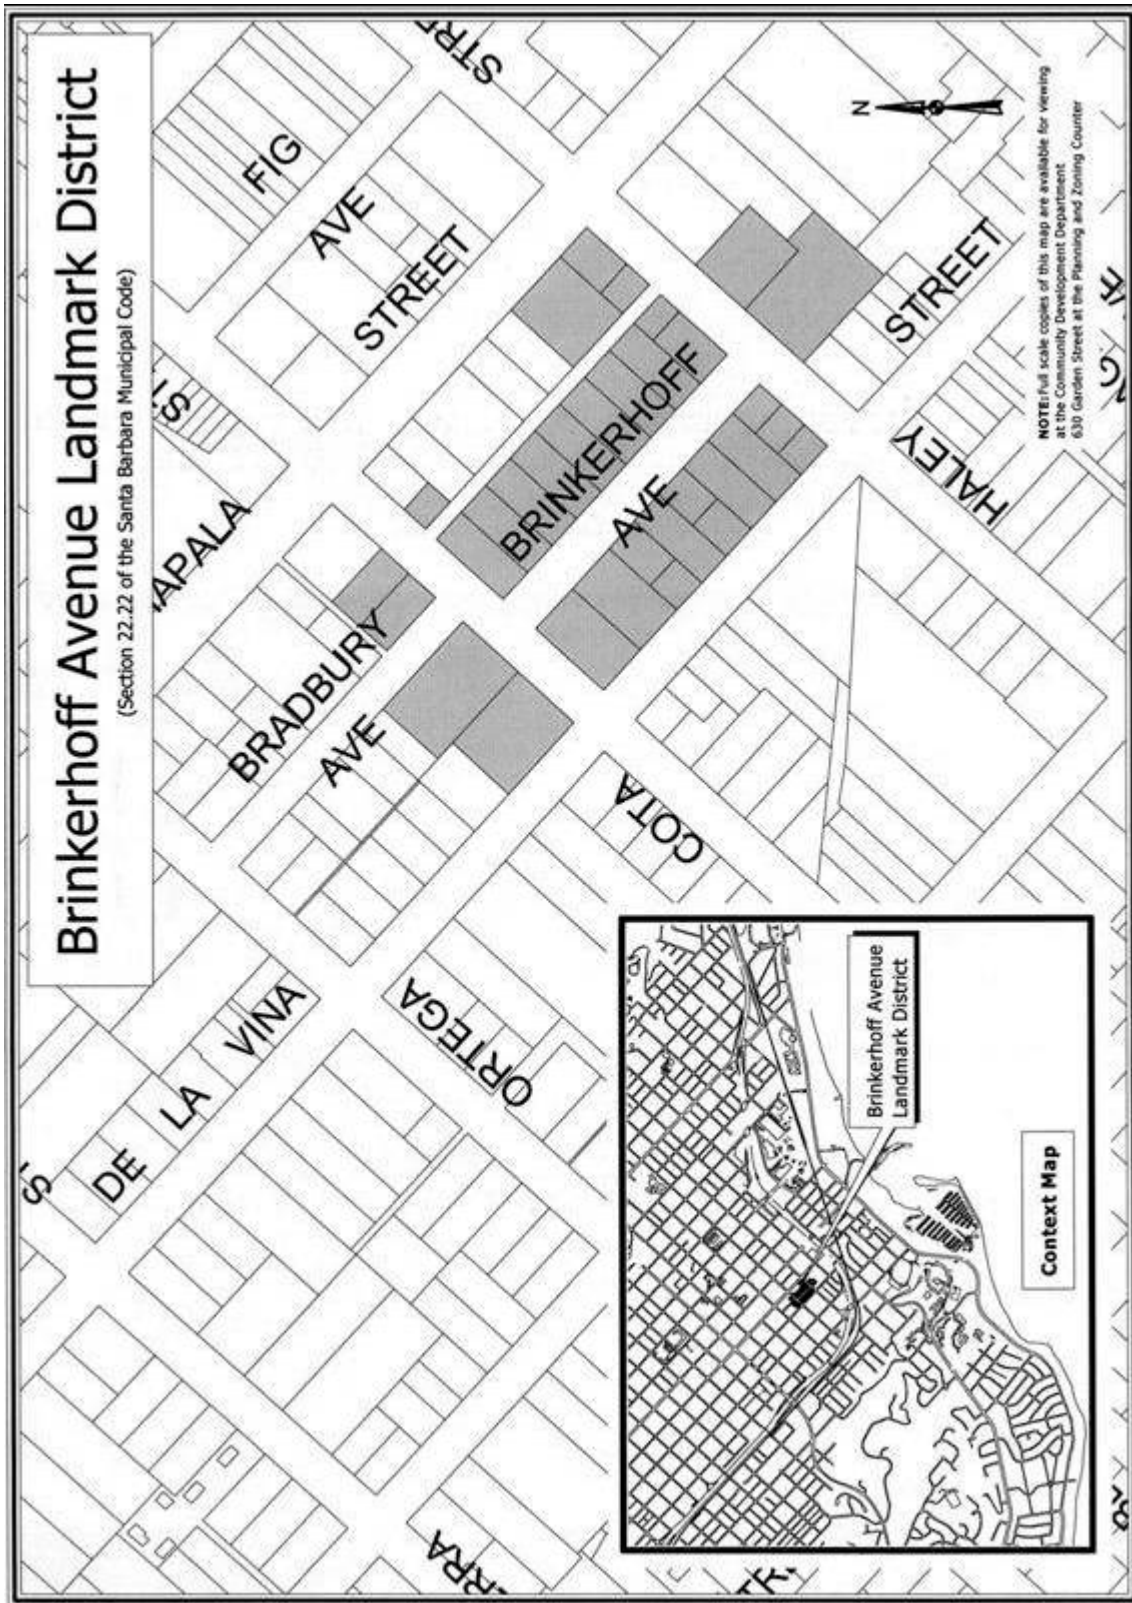 Brinkerhoff Avenue Landmark District
(Section 22.22 of the Santa Barbara Municipal Code)
FIG
AVE
STREET
BRADBURY
AVE
BRINKERHOFF
AVE
DE LA VINA
STREET
ORTEGA
COTA
HALEY
N
NOTE: Full scale copies of this map are available for viewing
at the Community Development Department
630 Garden Street at the Planning and Zoning Counter
Brinkerhoff Avenue
Landmark District
Context Map